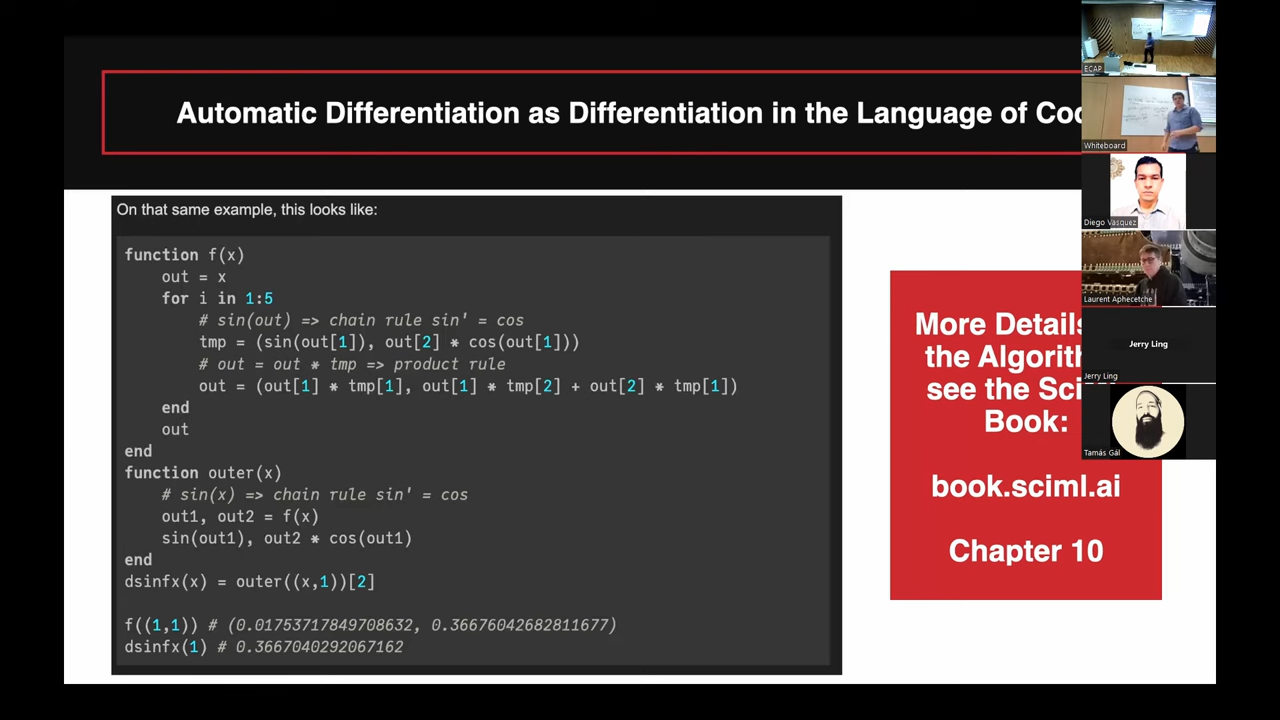 Automatic Differentiation as Differentiation in the Language of
On that same example, this looks like:
function f(x)
out = x
for i in 1:5
# sin(out) => chain rule sin' = cos
tmp = (sin(out[1]), out[2] * cos(out[1]))
# out = out * tmp => product rule
out = (out[1] * tmp[1], out[1] * tmp[2] + out[2] * tmp[1])
end
out
end
function outer(x)
# sin(x) => chain rule sin' = cos
out1, out2 = f(x)
sin(out1), out2 * cos(out1)
end
dsinfx(x) = outer((x,1))[2]
f((1,1)) # (0.01753717849708632, 0.36676042682811677)
dsinfx(1) # 0.3667040292067162
More
the
see the
Book:
book.sciml.ai
Chapter 10
ECAP
Whiteboard
Diego Vasquez
Laurent Aphecetche
Jerry Ling
Jerry Ling
Tamás Gál